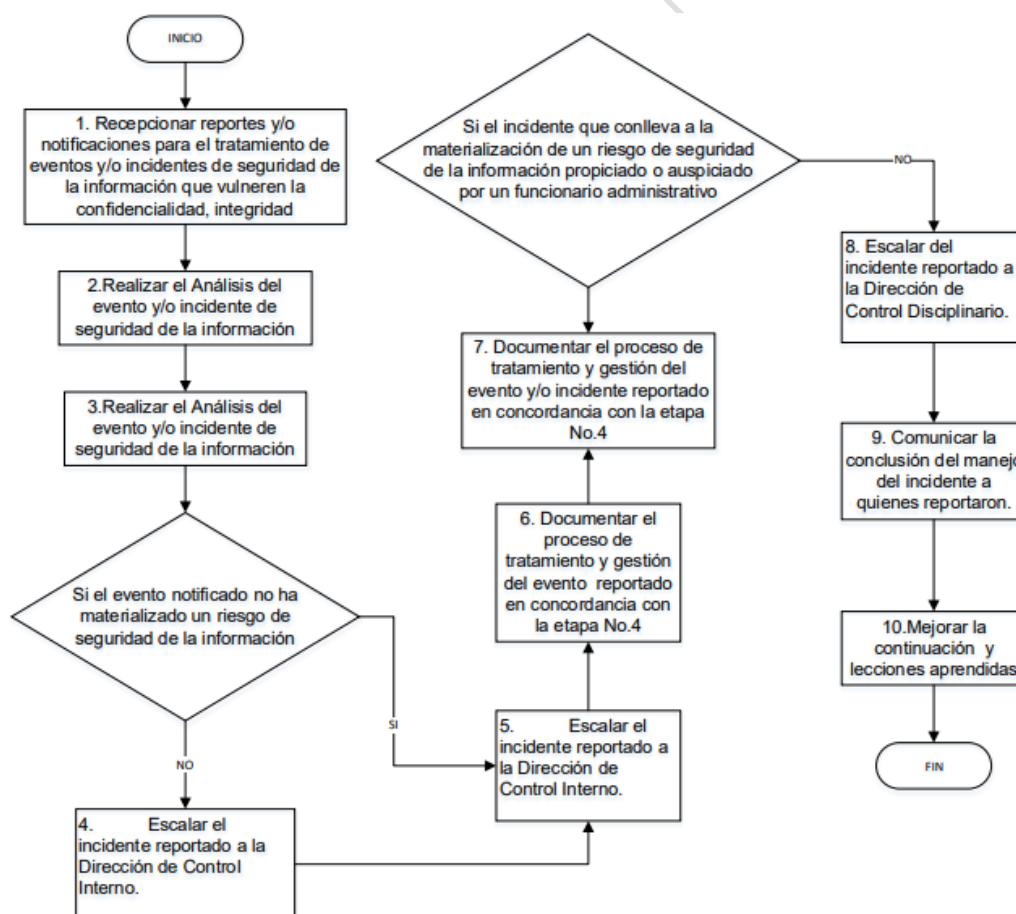 INICIO
1. Recepcionar reportes y/o
notificaciones para el tratamiento de
eventos y/o incidentes de seguridad de
la información que vulneren la
confidencialidad, integridad
2.Realizar el Análisis del
evento y/o incidente de
seguridad de la información
3.Realizar el Análisis del
evento y/o incidente de
seguridad de la información
Si el evento notificado no ha
materializado un riesgo de
seguridad de la información
NO
SI
4. Escalar el
incidente reportado a la
Dirección de Control
Interno.
5. Escalar el
incidente reportado a
la Dirección de
Control Interno.
6. Documentar el
proceso de
tratamiento y gestión
del evento reportado
en concordancia con
la etapa No.4
7. Documentar el proceso de
tratamiento y gestión del
evento y/o incidente reportado
en concordancia con la etapa
No.4
Si el incidente que conlleva a la
materialización de un riesgo de seguridad
de la información propiciado o auspiciado
por un funcionario administrativo
NO
8. Escalar del
incidente reportado a
la Dirección de
Control Disciplinario.
9. Comunicar la
conclusión del manejo
del incidente a
quienes reportaron.
10.Mejorar la
continuación y
lecciones aprendidas
FIN